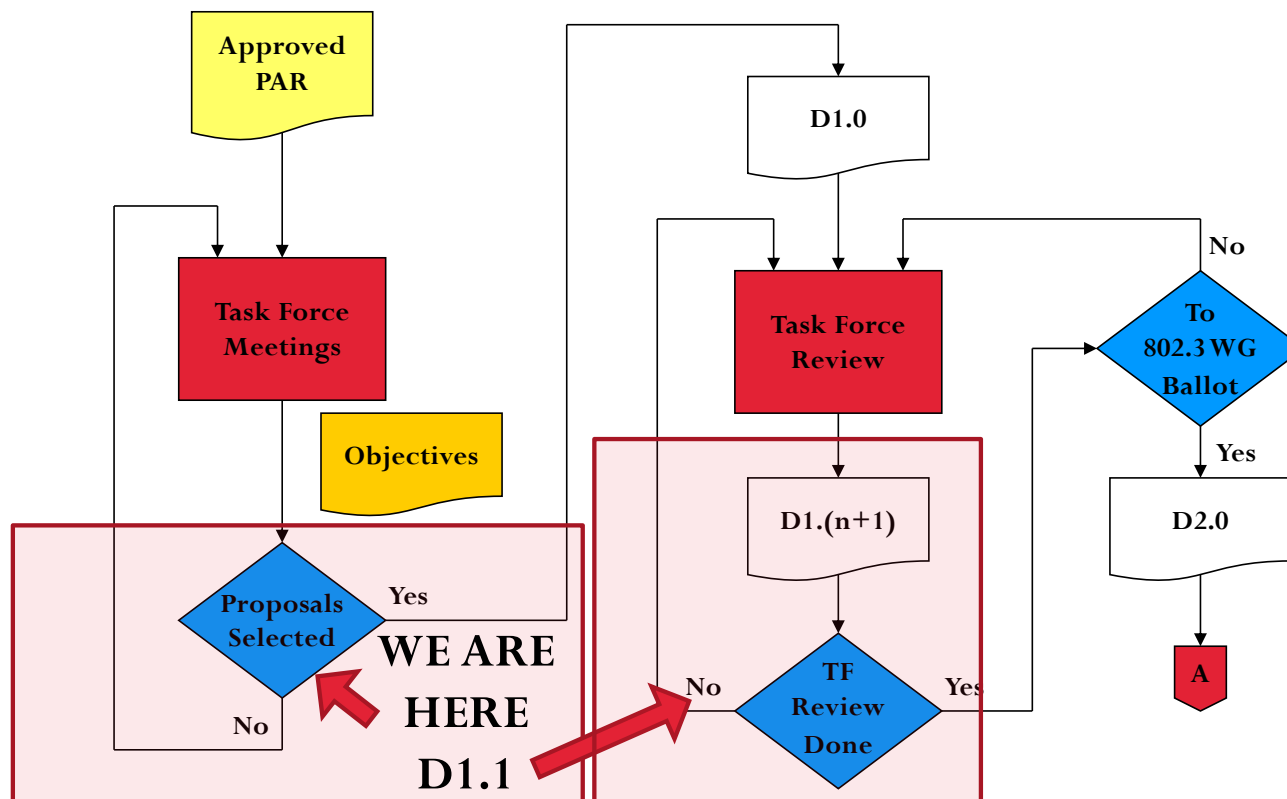 Approved
PAR
Task Force
Meetings
Objectives
Proposals
Selected
Yes
No
WE ARE
HERE
D1.1
D1.0
Task Force
Review
D1.(n+1)
TF
Review
Done
No
Yes
To
802.3 WG
Ballot
No
Yes
D2.0
A